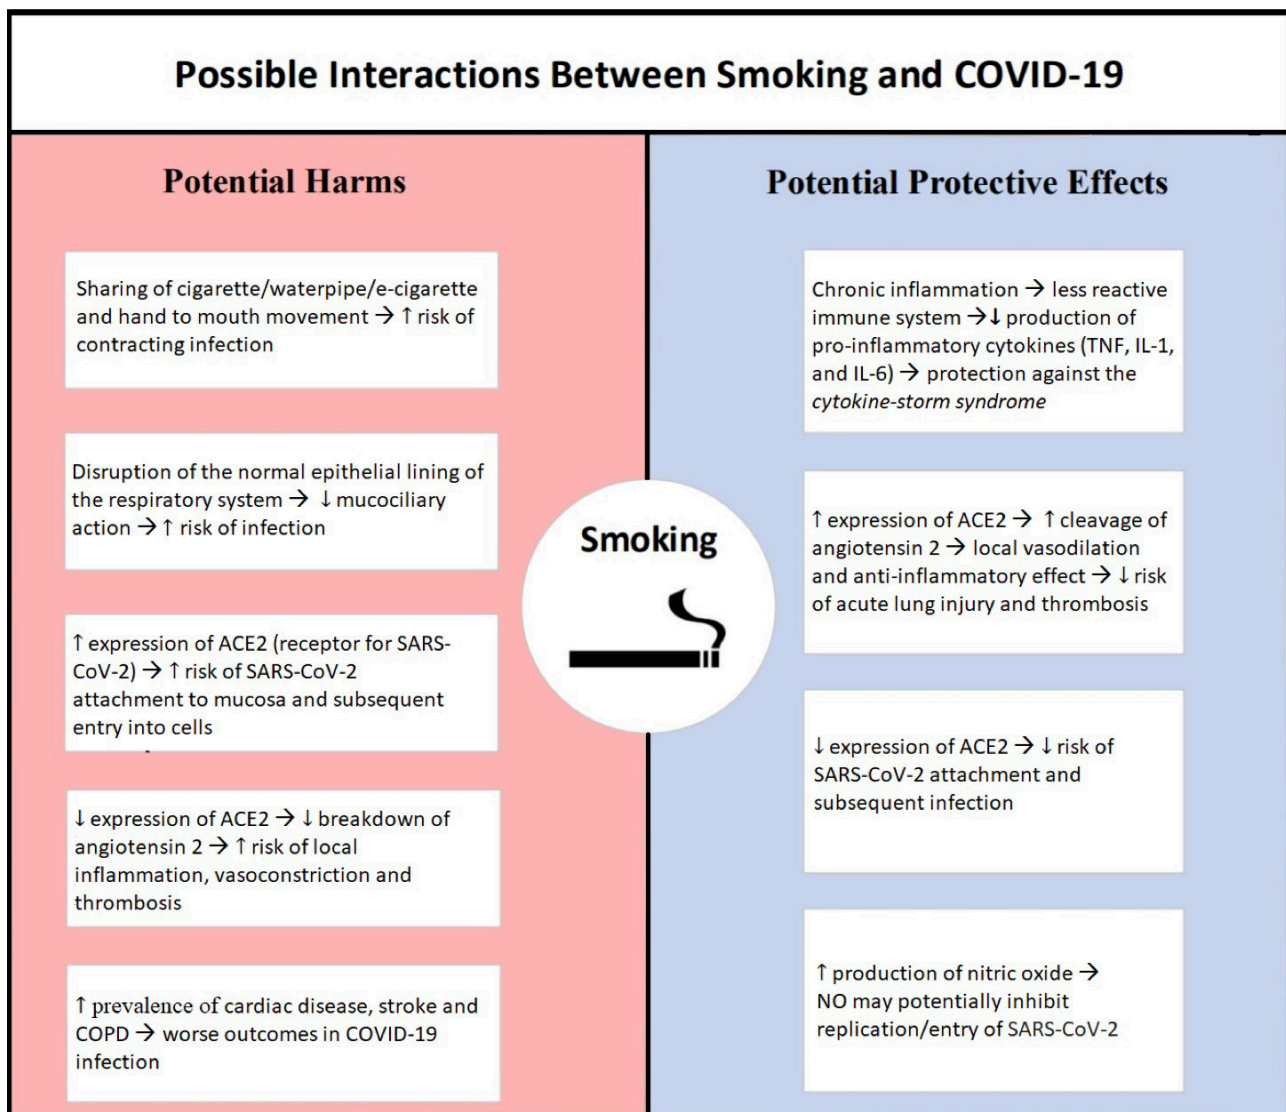 Possible Interactions Between Smoking and COVID-19
Potential Harms
Sharing of cigarette/waterpipe/e-cigarette
and hand to mouth movement → ↑ risk of
contracting infection
Disruption of the normal epithelial lining of
the respiratory system → ↓ mucociliary
action → ↑ risk of infection
↑ expression of ACE2 (receptor for SARS-
CoV-2) → ↑ risk of SARS-CoV-2
attachment to mucosa and subsequent
entry into cells
↓ expression of ACE2 → ↓ breakdown of
angiotensin 2 → ↑ risk of local
inflammation, vasoconstriction and
thrombosis
↑ prevalence of cardiac disease, stroke and
COPD → worse outcomes in COVID-19
infection
Smoking
Potential Protective Effects
Chronic inflammation → less reactive
immune system →↓ production of
pro-inflammatory cytokines (TNF, IL-1,
and IL-6) → protection against the
cytokine-storm syndrome
↑ expression of ACE2 → ↑ cleavage of
angiotensin 2 → local vasodilation
and anti-inflammatory effect → ↓ risk
of acute lung injury and thrombosis
↓ expression of ACE2 → ↓ risk of
SARS-CoV-2 attachment and
subsequent infection
↑ production of nitric oxide →
NO may potentially inhibit
replication/entry of SARS-CoV-2